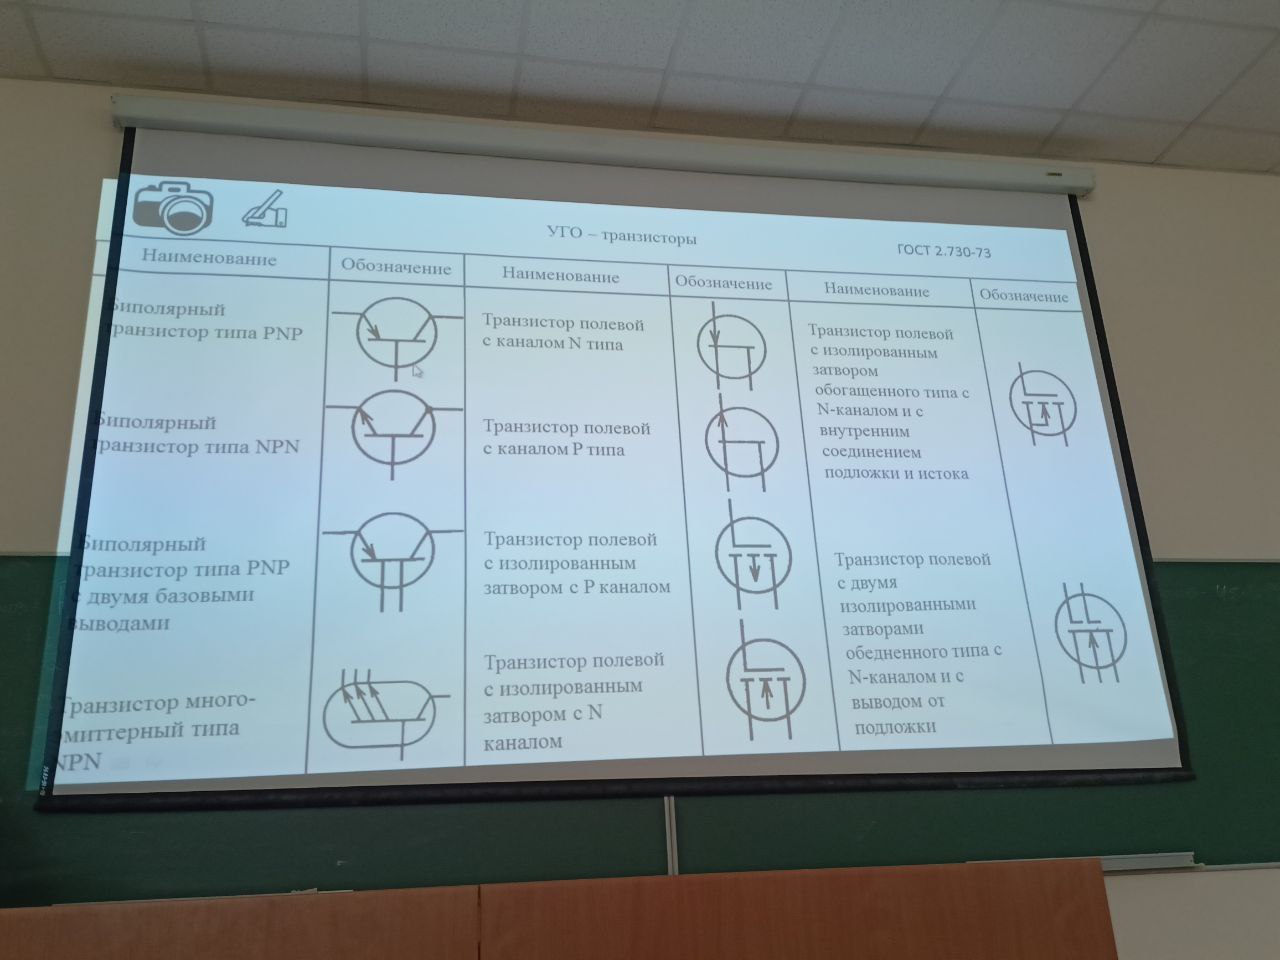 УГО – транзисторы
ГОСТ 2.730-73
Наименование
Обозначение
Наименование
Обозначение
Наименование
Обозначение
Биполярный
транзистор типа PNP
Биполярный
транзистор типа NPN
Биполярный
транзистор типа PNP
с двумя базовыми
выводами
Транзистор много-
эмиттерный типа
NPN
Транзистор полевой
с каналом N типа
Транзистор полевой
с каналом P типа
Транзистор полевой
с изолированным
затвором с P каналом
Транзистор полевой
с изолированным
затвором с N
каналом
Транзистор полевой
с изолированным
затвором
обогащенного типа с
N-каналом и с
внутренним
соединением
подложки и истока
Транзистор полевой
с двумя
изолированными
затворами
обедненного типа с
N-каналом и с
выводом от
подложки